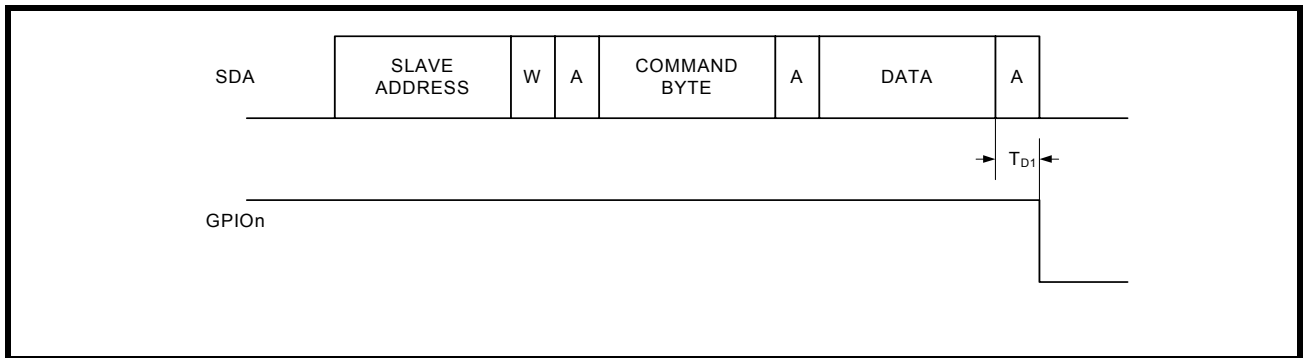 SDA
SLAVE
ADDRESS
W
A
COMMAND
BYTE
A
DATA
A
TD1
GPIOn